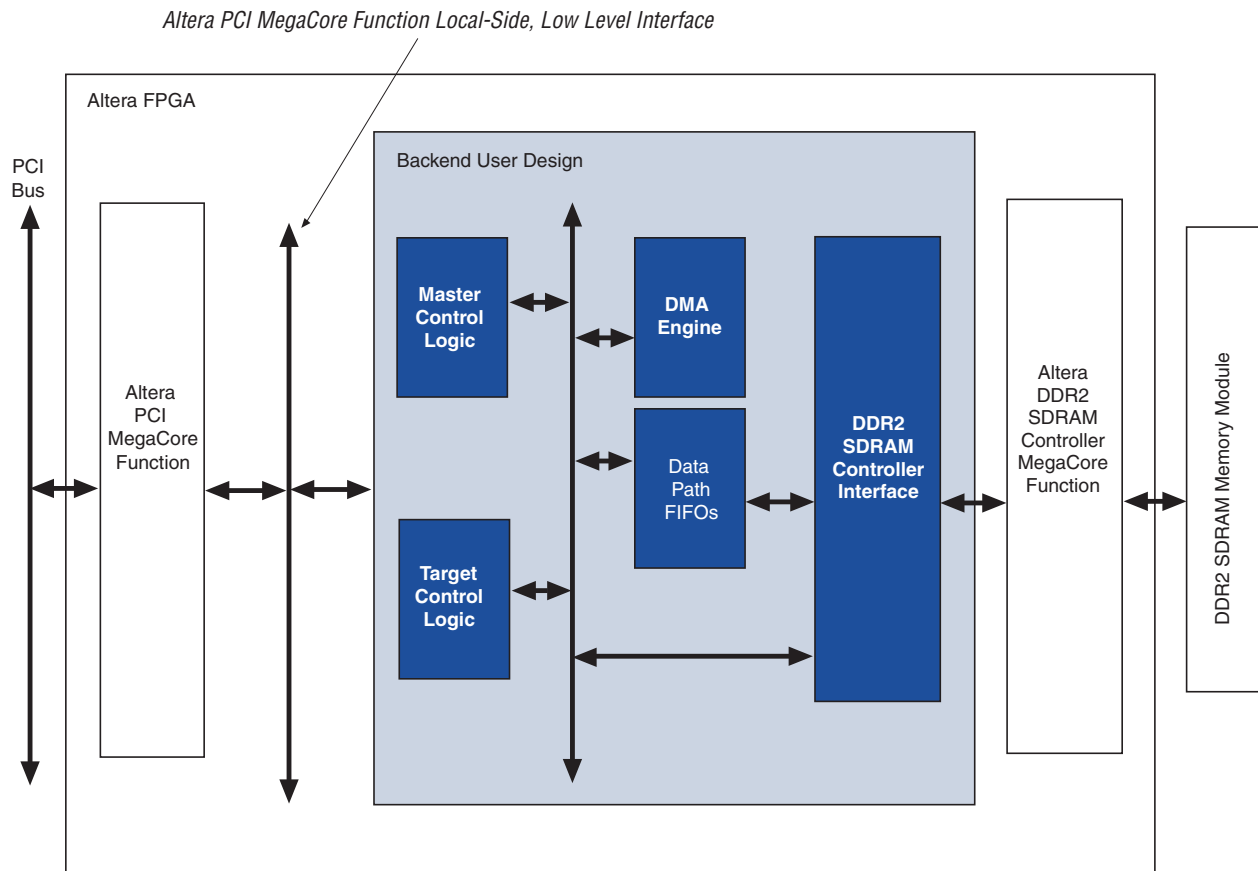 Altera PCI MegaCore Function Local-Side, Low Level Interface
Altera FPGA
PCI
Bus
Backend User Design
Master
Control
Logic
DMA
Engine
Altera
PCI
MegaCore
Function
Data
Path
FIFOs
DDR2
SDRAM
Controller
Interface
Altera
DDR2
SDRAM
Controller
MegaCore
Function
DDR2 SDRAM Memory Module
Target
Control
Logic